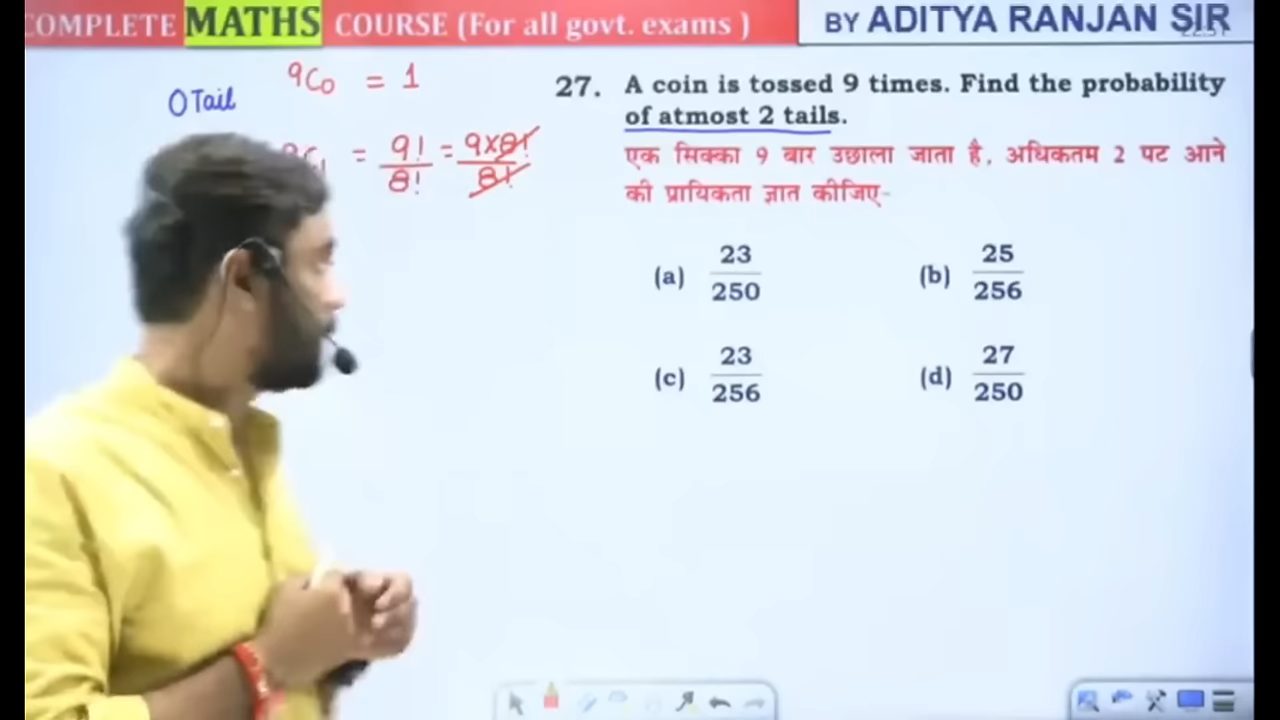 COMPLETE MATHS COURSE (For all govt. exams )
BY ADITYA RANJAN SIR
0 Tail
9C0 = 1
9C1 = 9! / 8! = 9×8! / 8!
27. A coin is tossed 9 times. Find the probability
of atmost 2 tails.
एक सिक्का 9 बार उछाला जाता है, अधिकतम 2 पट आने
की प्रायिकता ज्ञात कीजिए-
(a) 23/250 (b) 25/256
(c) 23/256 (d) 27/250